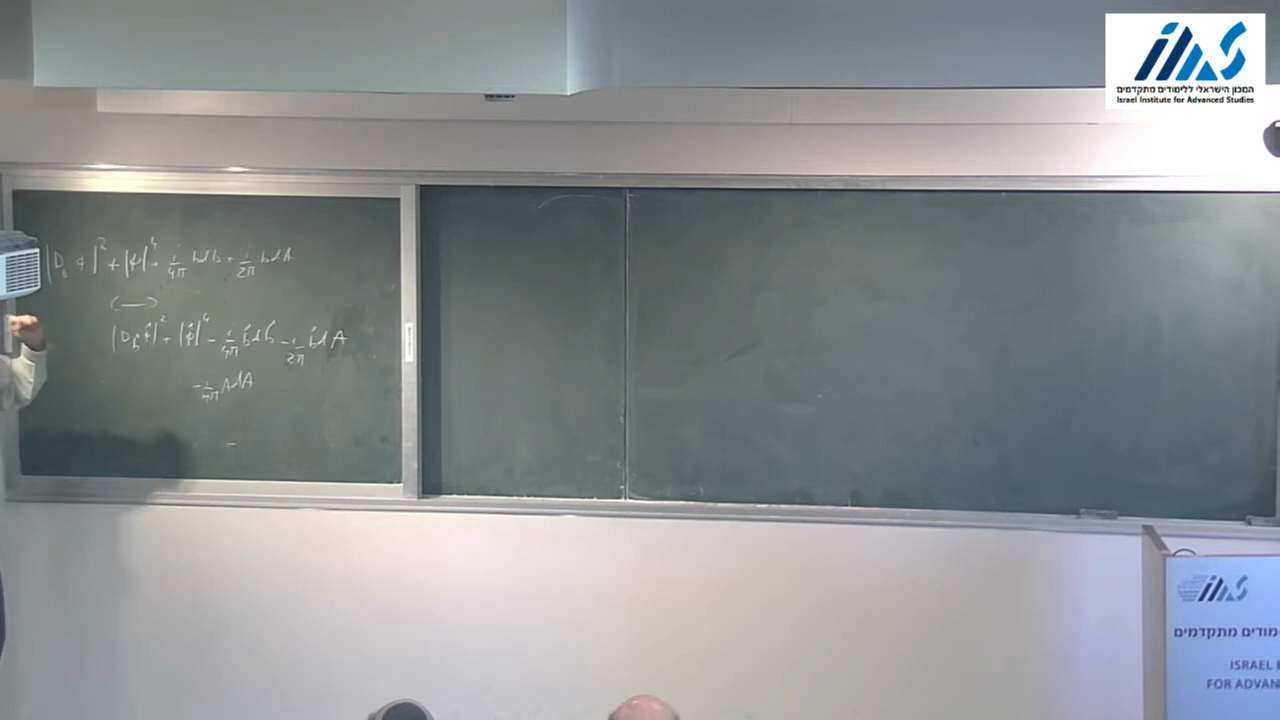 המכון הישראלי ללימודים מתקדמים
Israel Institute for Advanced Studies
|D_b φ|² + |φ|⁴ + 1/4π bdb + 1/2π bdA
⟷
|D_b̂ φ̂|² + |φ̂|⁴ - 1/4π b̂db̂ - 1/2π b̂dA
- 1/4π AdA
מודים מתקדמים
ISRAEL
FOR ADVAN